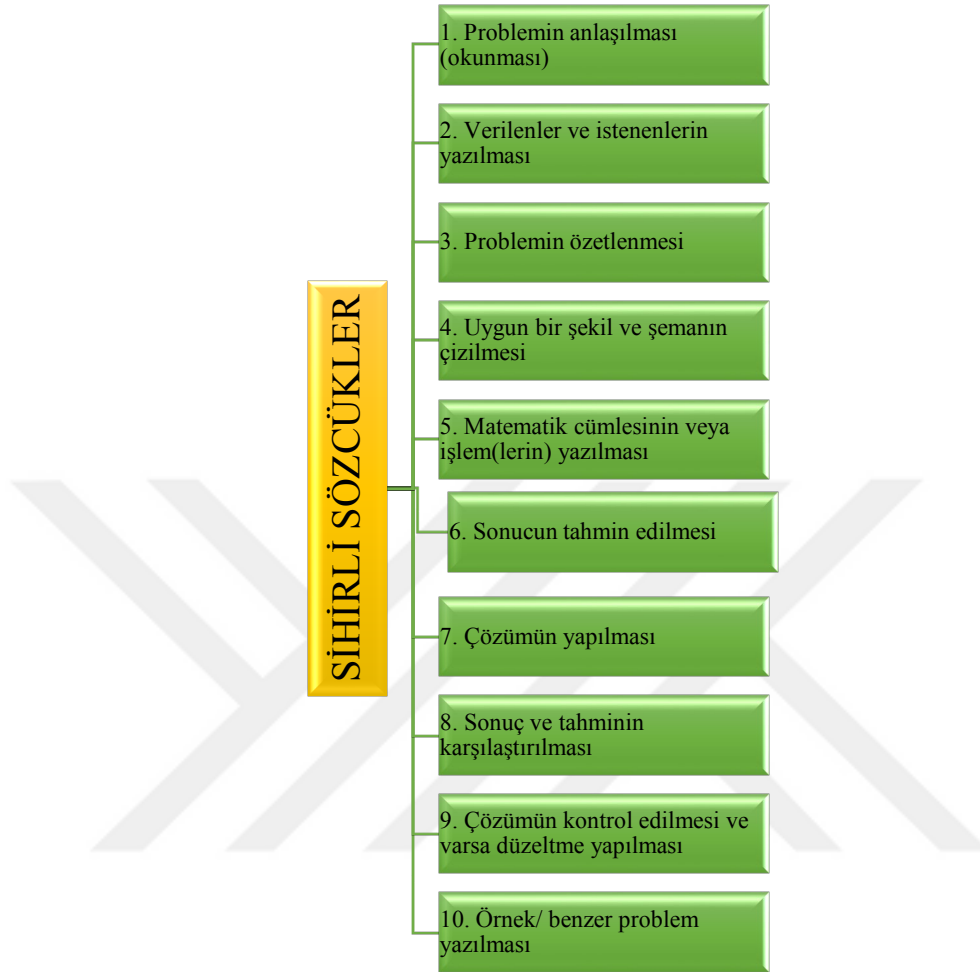 SİHİRLİ SÖZCÜKLER
1. Problemin anlaşılması
(okunması)
2. Verilenler ve istenenlerin
yazılması
3. Problemin özetlenmesi
4. Uygun bir şekil ve şemanın
çizilmesi
5. Matematik cümlesinin veya
işlem(lerin) yazılması
6. Sonucun tahmin edilmesi
7. Çözümün yapılması
8. Sonuç ve tahminin
karşılaştırılması
9. Çözümün kontrol edilmesi ve
varsa düzeltme yapılması
10. Örnek/ benzer problem
yazılması